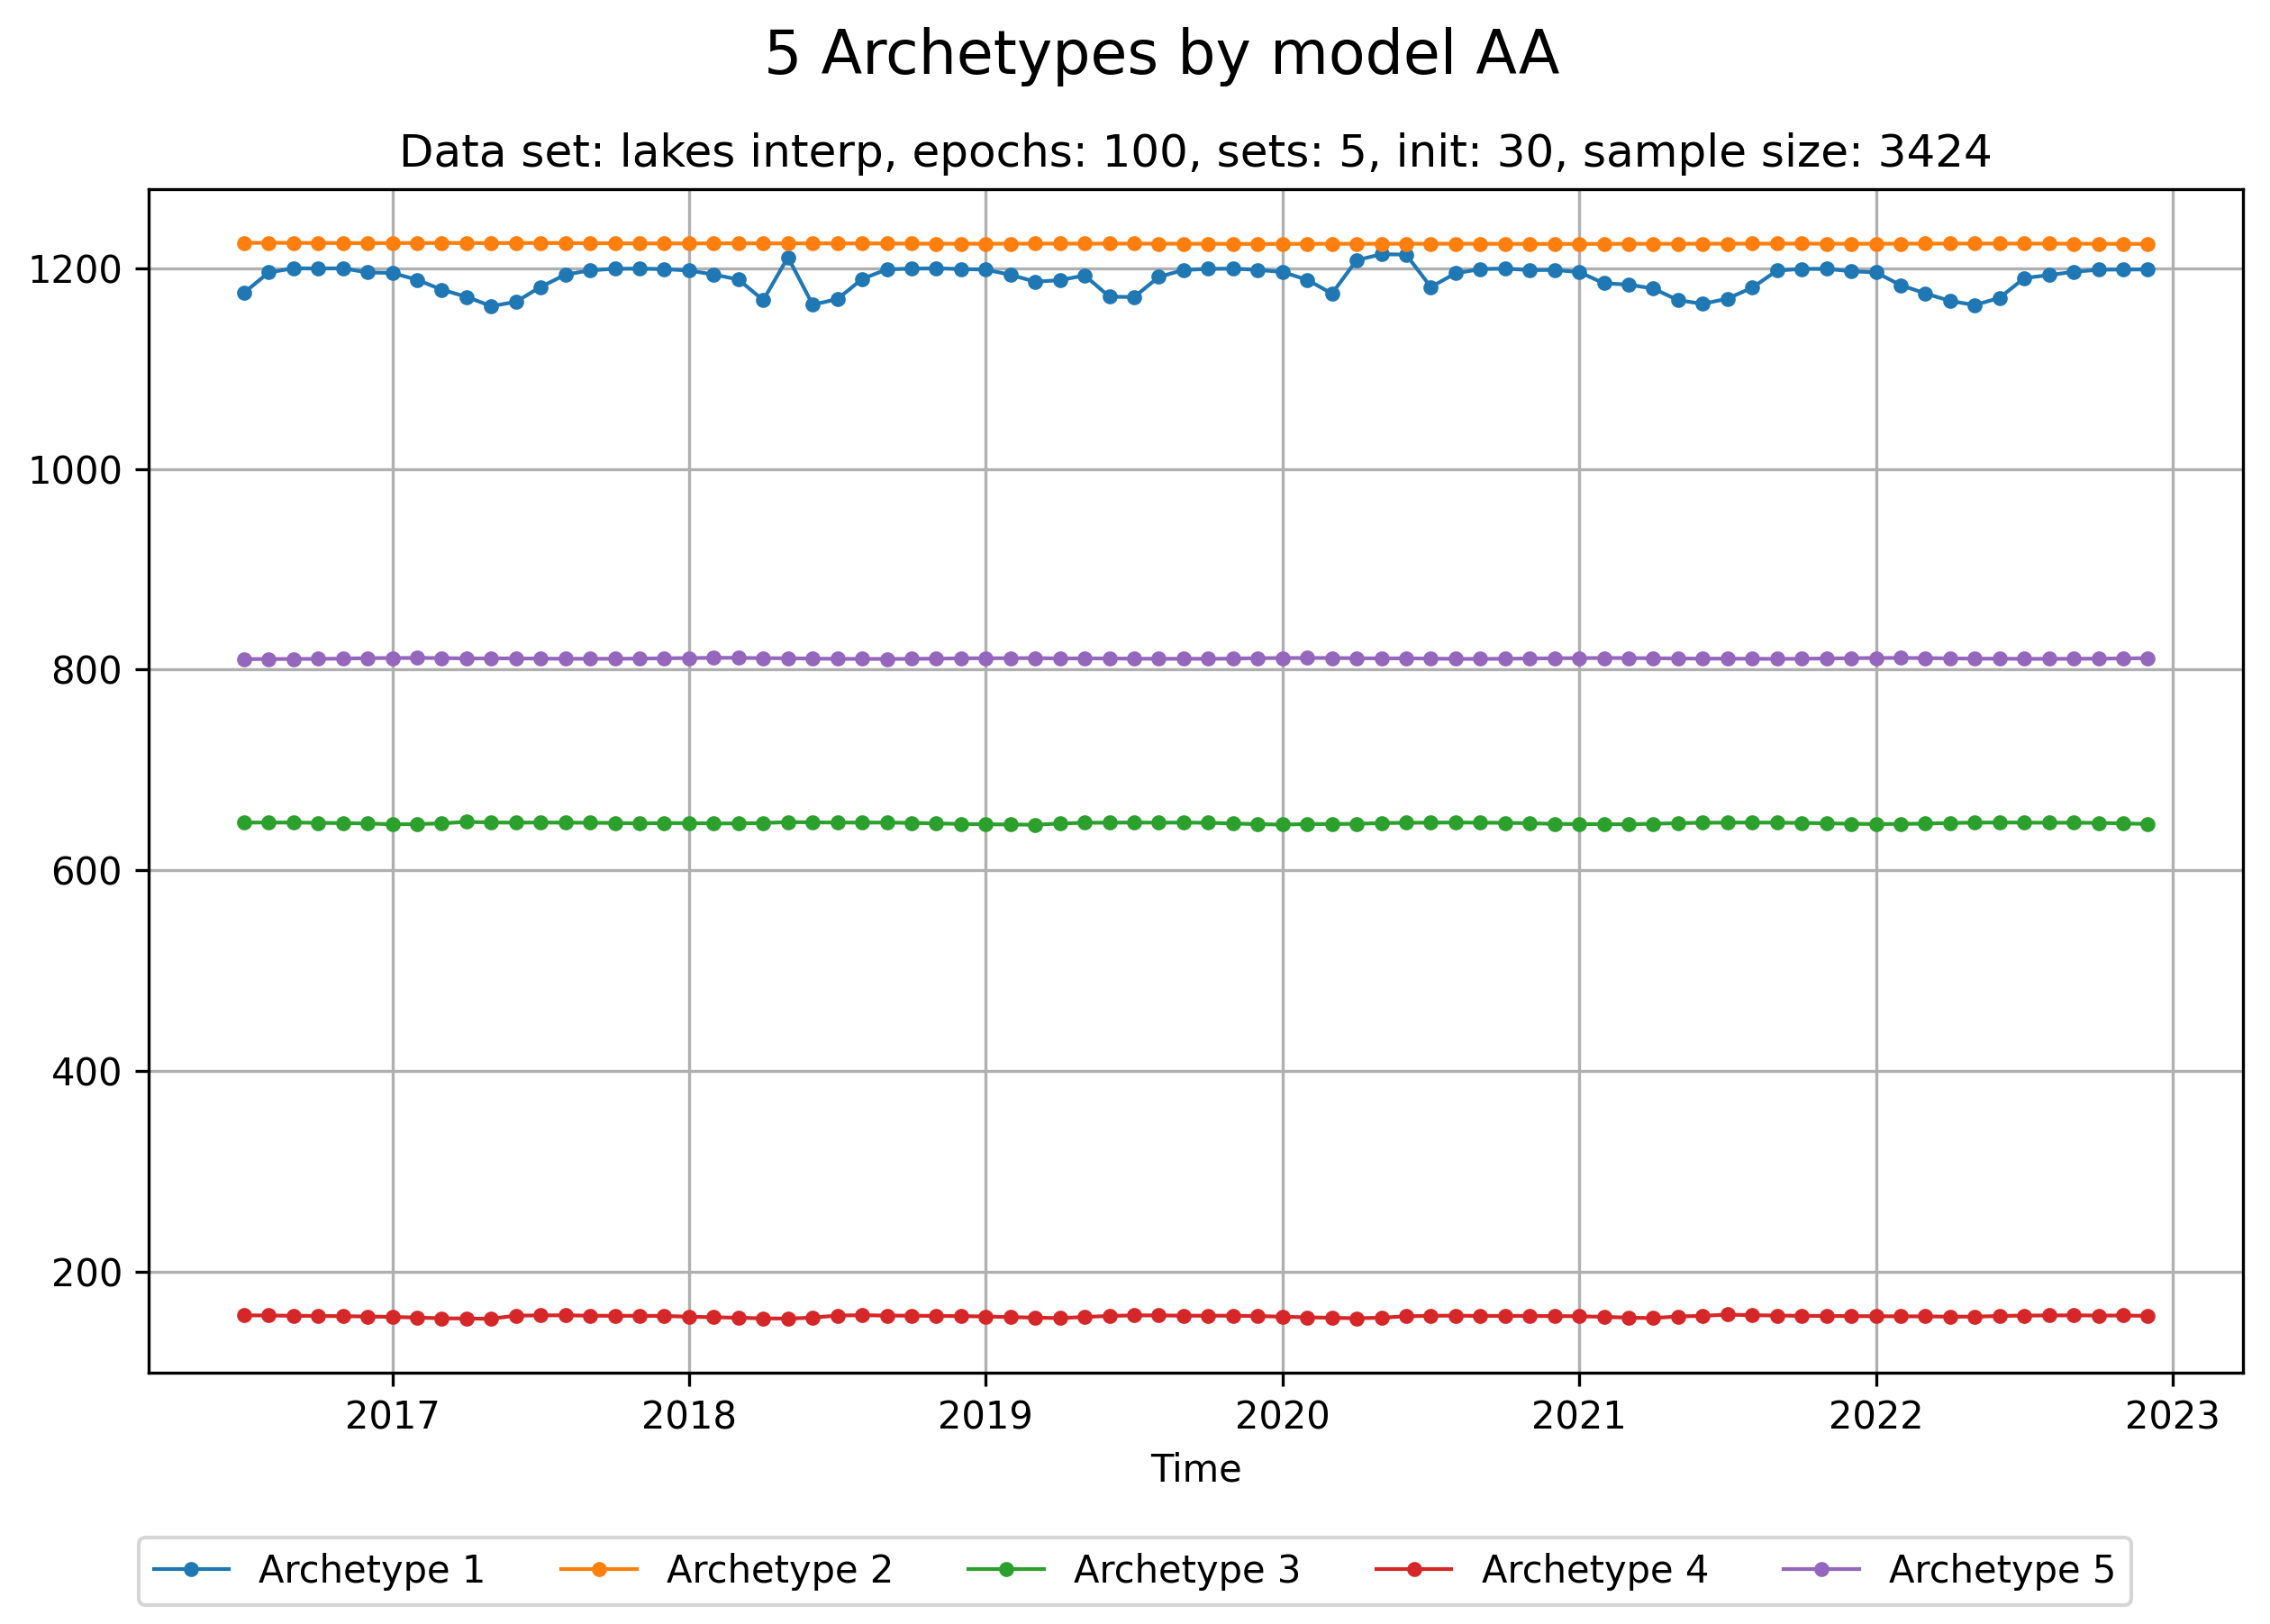 5 Archetypes by model AA
Data set: lakes interp, epochs: 100, sets: 5, init: 30, sample size: 3424
1200
1000
800
600
400
200
2017 2018 2019 2020 2021 2022 2023
Time
Archetype 1 Archetype 2 Archetype 3 Archetype 4 Archetype 5